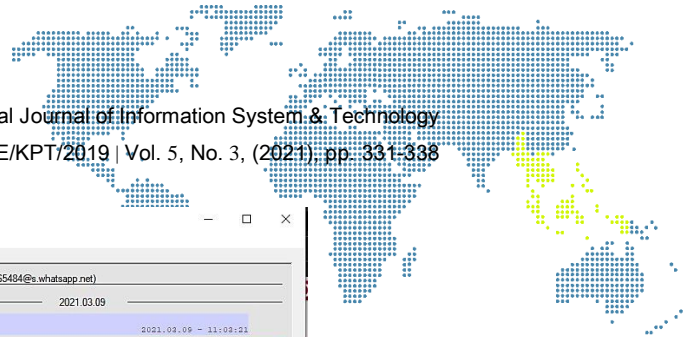 al Journal of Information System & Technology
E/KPT/2019 | Vol. 5, No. 3, (2021), pp. 331-338
5484@s.whatsapp.net)
2021.03.09
2021.03.09 - 11:03:21